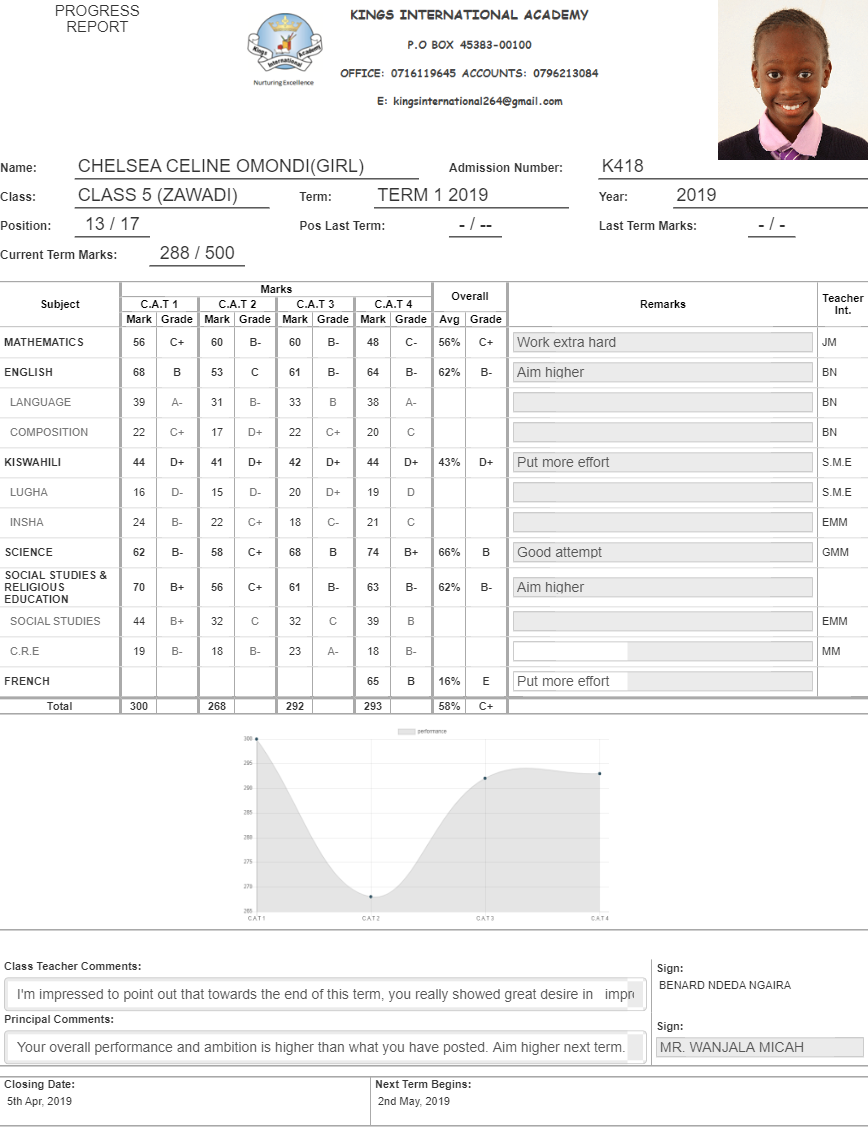 PROGRESS
REPORT
KINGS INTERNATIONAL ACADEMY
P.O BOX 45383-00100
OFFICE: 0716119645 ACCOUNTS: 0796213084
E: kingsinternational264@gmail.com
Kings Academy
International
Nurturing Excellence
Name: CHELSEA CELINE OMONDI(GIRL) Admission Number: K418
Class: CLASS 5 (ZAWADI) Term: TERM 1 2019 Year: 2019
Position: 13 / 17 Pos Last Term: - / -- Last Term Marks: - / -
Current Term Marks: 288 / 500
Subject Marks Overall Remarks Teacher Int.
C.A.T 1 C.A.T 2 C.A.T 3 C.A.T 4
Mark Grade Mark Grade Mark Grade Mark Grade Avg Grade
MATHEMATICS 56 C+ 60 B- 60 B- 48 C- 56% C+ Work extra hard JM
ENGLISH 68 B 53 C 61 B- 64 B- 62% B- Aim higher BN
LANGUAGE 39 A- 31 B- 33 B 38 A- BN
COMPOSITION 22 C+ 17 D+ 22 C+ 20 C BN
KISWAHILI 44 D+ 41 D+ 42 D+ 44 D+ 43% D+ Put more effort S.M.E
LUGHA 16 D- 15 D- 20 D+ 19 D S.M.E
INSHA 24 B- 22 C+ 18 C- 21 C EMM
SCIENCE 62 B- 58 C+ 68 B 74 B+ 66% B Good attempt GMM
SOCIAL STUDIES &
RELIGIOUS
EDUCATION 70 B+ 56 C+ 61 B- 63 B- 62% B- Aim higher
SOCIAL STUDIES 44 B+ 32 C 32 C 39 B EMM
C.R.E 19 B- 18 B- 23 A- 18 B- MM
FRENCH 65 B 16% E Put more effort
Total 300 268 292 293 58% C+
performance
300
295
290
285
280
275
270
265
CAT1 CAT2 CAT3 CAT4
Class Teacher Comments:
I'm impressed to point out that towards the end of this term, you really showed great desire in impr
Sign:
BENARD NDEDA NGAIRA
Principal Comments:
Your overall performance and ambition is higher than what you have posted. Aim higher next term.
Sign:
MR. WANJALA MICAH
Closing Date: Next Term Begins:
5th Apr, 2019 2nd May, 2019